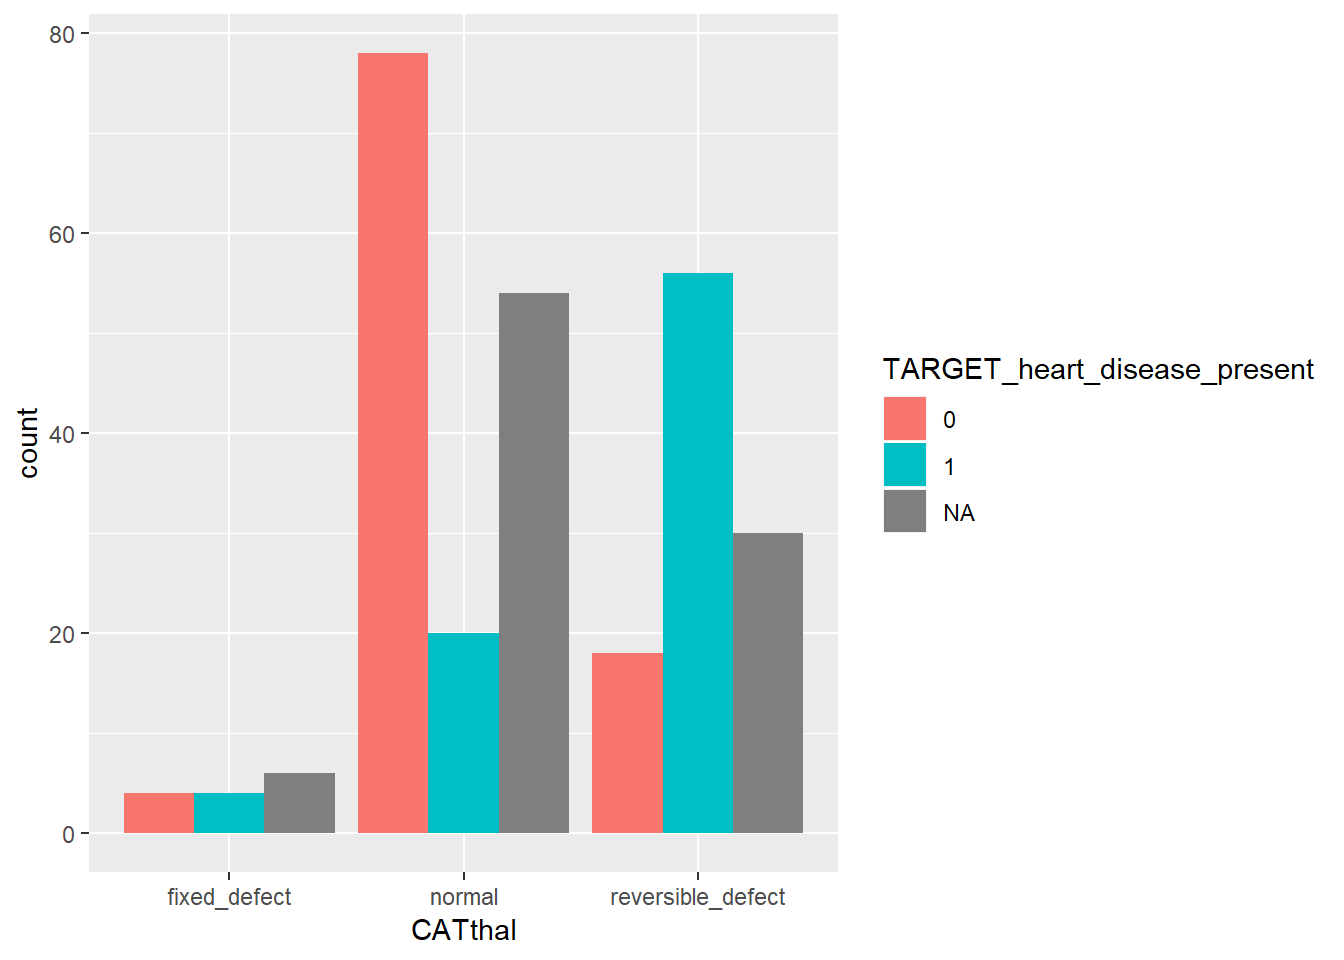 80
60
40
20
0
count
fixed_defect
normal
reversible_defect
CATthal
TARGET_heart_disease_present
0
1
NA